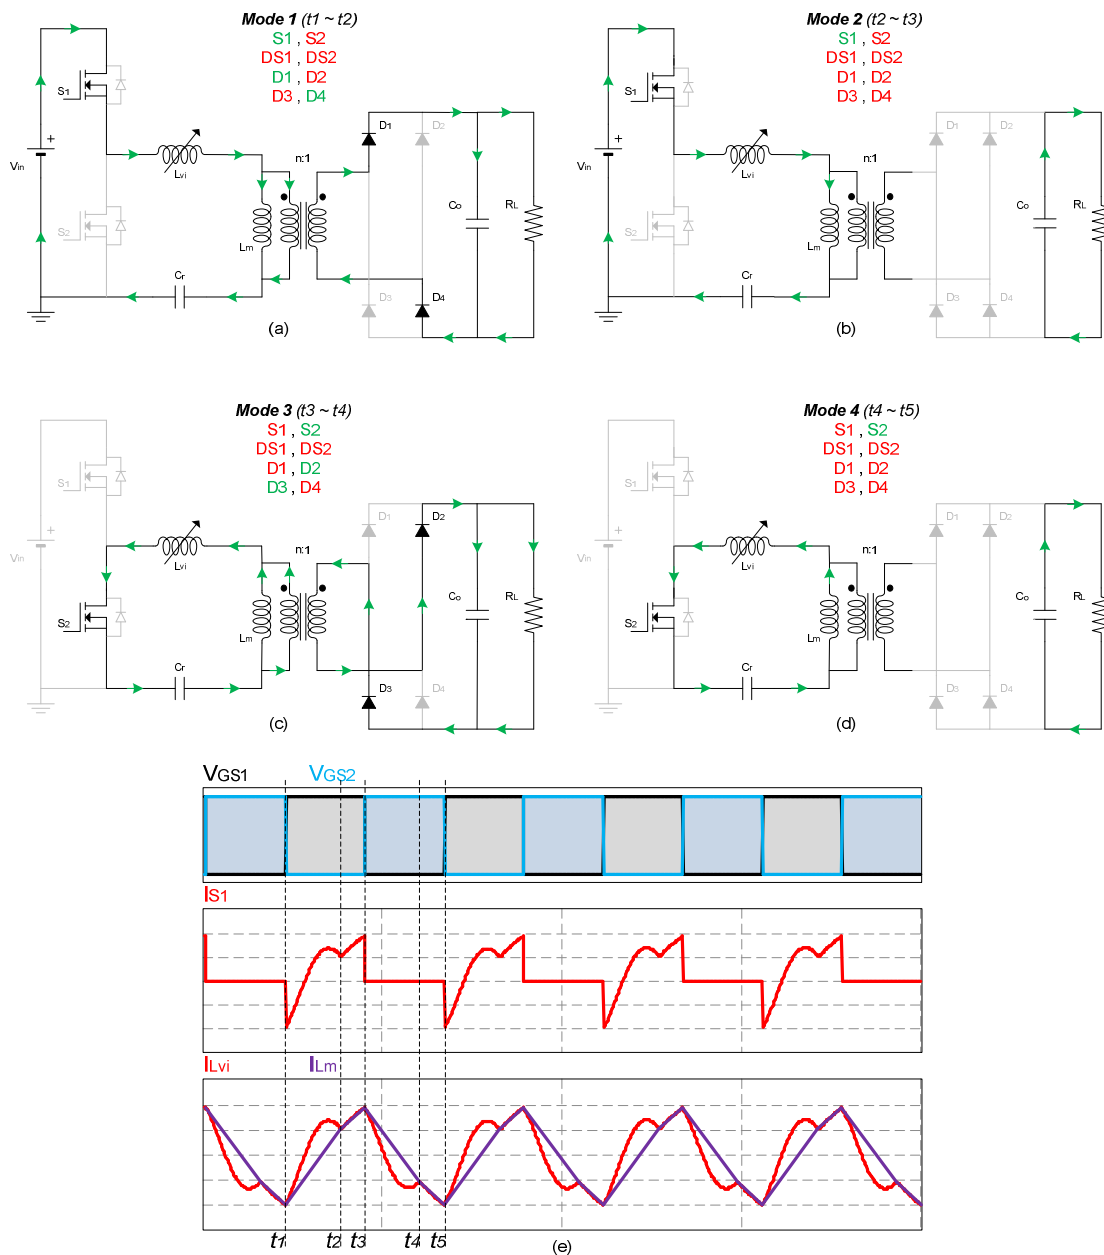 Mode 1 (t1 ~ t2)
S1 , S2
DS1 , DS2
D1 , D2
D3 , D4
S1
Vin
+
S2
Lvi
n:1
Lm
Cr
D1
D2
D3
D4
Co
RL
(a)
Mode 2 (t2 ~ t3)
S1 , S2
DS1 , DS2
D1 , D2
D3 , D4
S1
Vin
+
S2
Lvi
n:1
Lm
Cr
D1
D2
D3
D4
Co
RL
(b)
Mode 3 (t3 ~ t4)
S1 , S2
DS1 , DS2
D1 , D2
D3 , D4
S1
Vin
+
S2
Lvi
n:1
Lm
Cr
D1
D2
D3
D4
Co
RL
(c)
Mode 4 (t4 ~ t5)
S1 , S2
DS1 , DS2
D1 , D2
D3 , D4
S1
Vin
+
S2
Lvi
n:1
Lm
Cr
D1
D2
D3
D4
Co
RL
(d)
VGS1 VGS2
IS1
ILvi ILm
t1 t2 t3 t4 t5
(e)